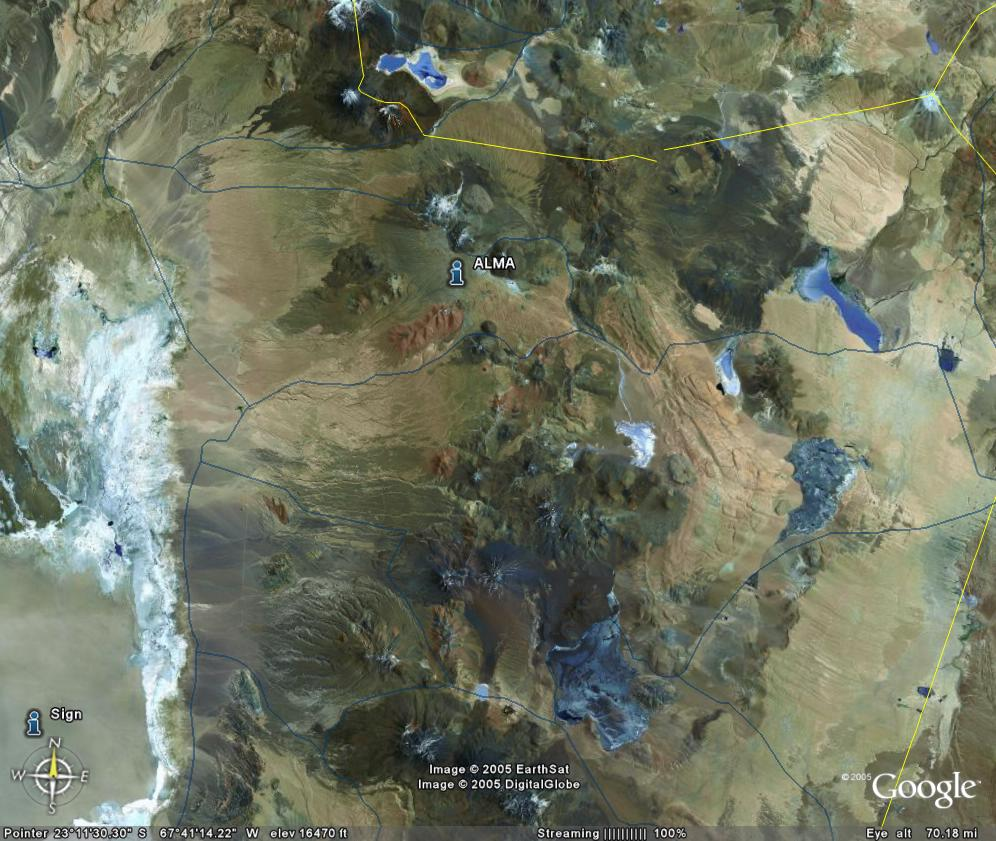 ALMA
Sign
N
W E
S
Image © 2005 EarthSat
Image © 2005 DigitalGlobe
©2005 Google™
Pointer 23°11'30.30" S 67°41'14.22" W elev 16470 ft Streaming |||||||||| 100% Eye alt 70.18 mi